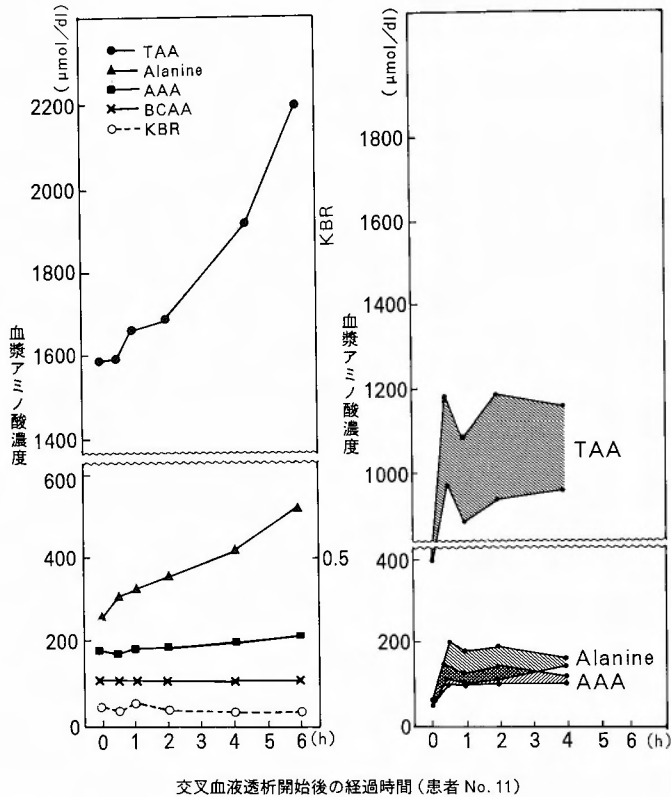 (μmol/dl)
TAA
Alanine
AAA
BCAA
KBR
2200
2000
1800
1600
1400
600
400
200
0
血漿アミノ酸濃度
KBR
0.5
0 1 2 3 4 5 6 (h)
(μmol/dl)
1800
1600
1400
1200
1000
400
200
0
血漿アミノ酸濃度
TAA
Alanine
AAA
0 1 2 3 4 5 6 (h)
交叉血液透析開始後の経過時間 (患者 No. 11)